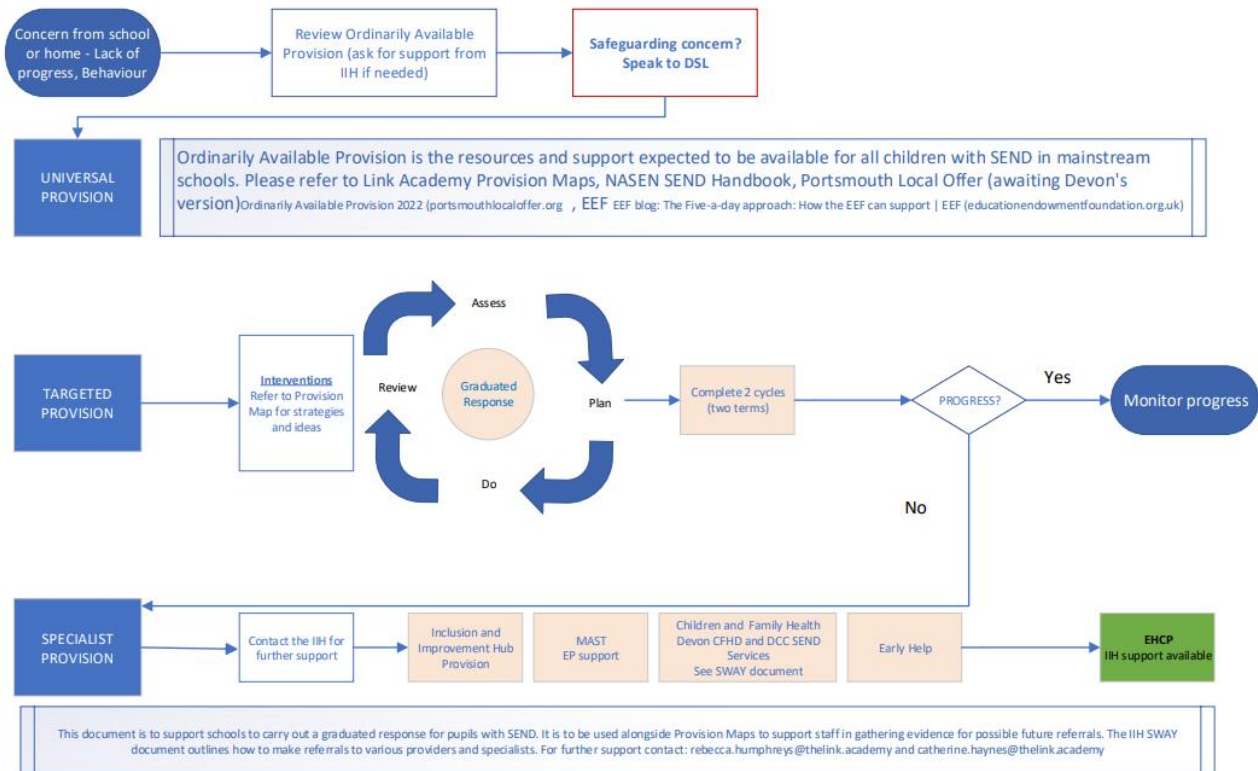 Concern from school
or home - Lack of
progress, Behaviour
Review Ordinarily Available
Provision (ask for support from
IIH if needed)
Safeguarding concern?
Speak to DSL
UNIVERSAL
PROVISION
Ordinarily Available Provision is the resources and support expected to be available for all children with SEND in mainstream
schools. Please refer to Link Academy Provision Maps, NASEN SEND Handbook, Portsmouth Local Offer (awaiting Devon's
version)Ordinarily Available Provision 2022 (portsmouthlocaloffer.org , EEF EEF blog: The Five-a-day approach: How the EEF can support | EEF (educationendowmentfoundation.org.uk)
TARGETED
PROVISION
Interventions
Refer to Provision
Map for strategies
and ideas
Assess
Review
Graduated
Response
Plan
Do
Complete 2 cycles
(two terms)
PROGRESS?
Yes
Monitor progress
No
SPECIALIST
PROVISION
Contact the IIH for
further support
Inclusion and
Improvement Hub
Provision
MAST
EP support
Children and Family Health
Devon CFHD and DCC SEND
Services
See SWAY document
Early Help
EHCP
IIH support available
This document is to support schools to carry out a graduated response for pupils with SEND. It is to be used alongside Provision Maps to support staff in gathering evidence for possible future referrals. The IIH SWAY
document outlines how to make referrals to various providers and specialists. For further support contact: rebecca.humphreys@thelink.academy and catherine.haynes@thelink.academy